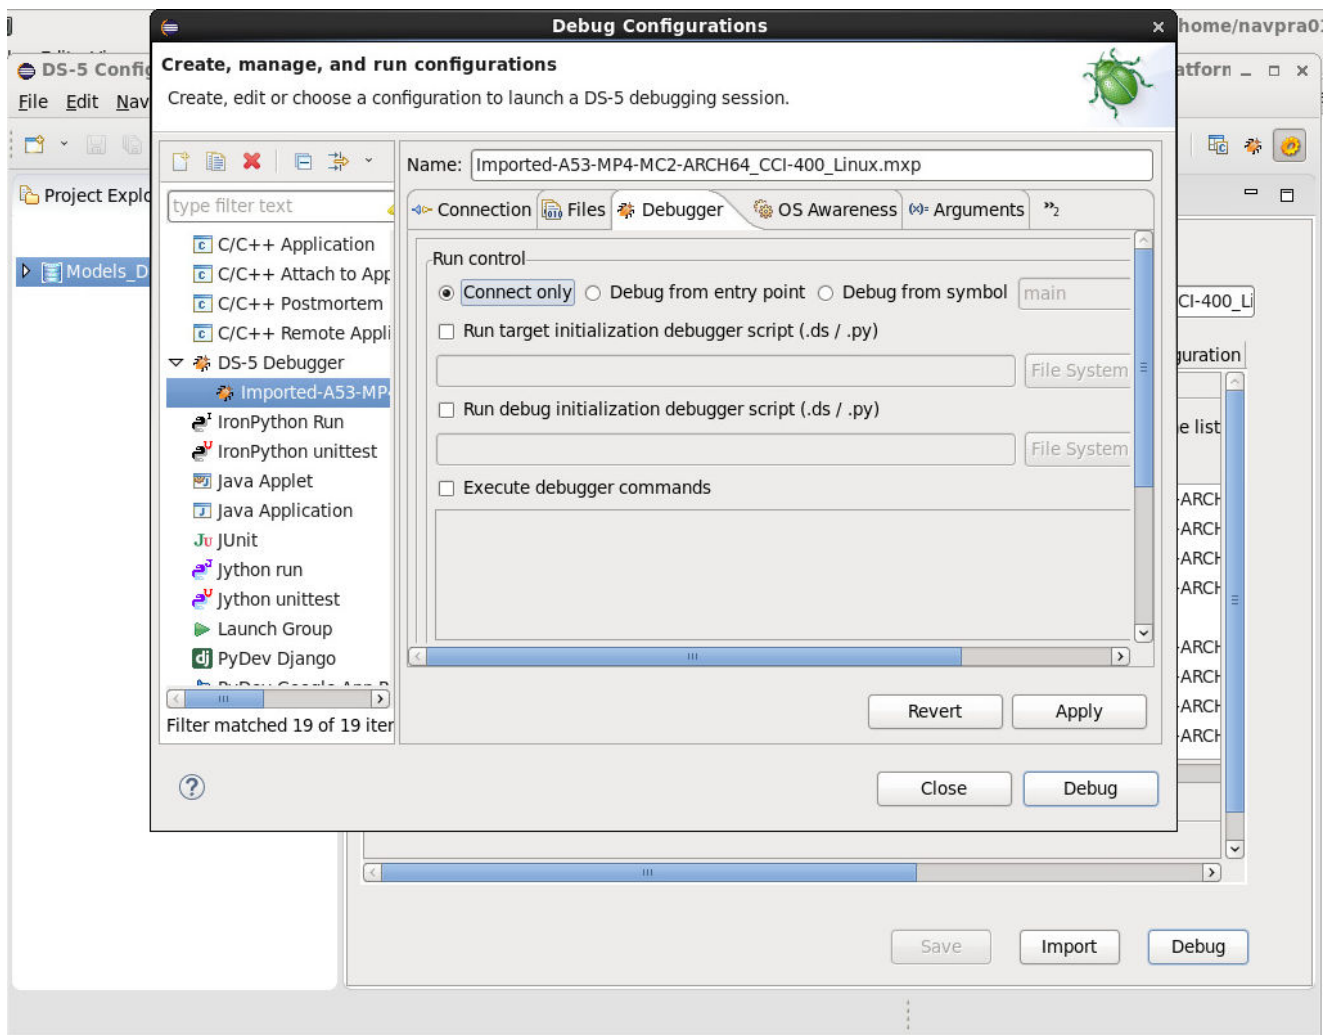 Debug Configurations
home/navpra0
DS-5 Config
atforn
File Edit Nav
Create, manage, and run configurations
Create, edit or choose a configuration to launch a DS-5 debugging session.
Project Explo
Models_D
type filter text
C/C++ Application
C/C++ Attach to App
C/C++ Postmortem
C/C++ Remote Appli
DS-5 Debugger
Imported-A53-MP4
IronPython Run
IronPython unittest
Java Applet
Java Application
JUnit
Jython run
Jython unittest
Launch Group
PyDev Django
Filter matched 19 of 19 iter
Name: Imported-A53-MP4-MC2-ARCH64_CCI-400_Linux.mxp
Connection Files Debugger OS Awareness Arguments »2
Run control
Connect only Debug from entry point Debug from symbol main
Run target initialization debugger script (.ds / .py)
File System
Run debug initialization debugger script (.ds / .py)
File System
Execute debugger commands
Revert Apply
Close Debug
CI-400_Li
guration
e list
-ARCH
-ARCH
-ARCH
-ARCH
-ARCH
-ARCH
-ARCH
-ARCH
Save Import Debug